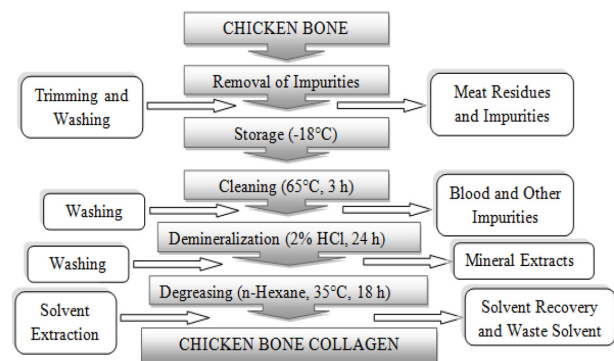 CHICKEN BONE
Removal of Impurities
Trimming and
Washing
Meat Residues
and Impurities
Storage (-18°C)
Cleaning (65°C, 3 h)
Washing
Blood and Other
Impurities
Demineralization (2% HCl, 24 h)
Washing
Mineral Extracts
Degreasing (n-Hexane, 35°C, 18 h)
Solvent
Extraction
Solvent Recovery
and Waste Solvent
CHICKEN BONE COLLAGEN